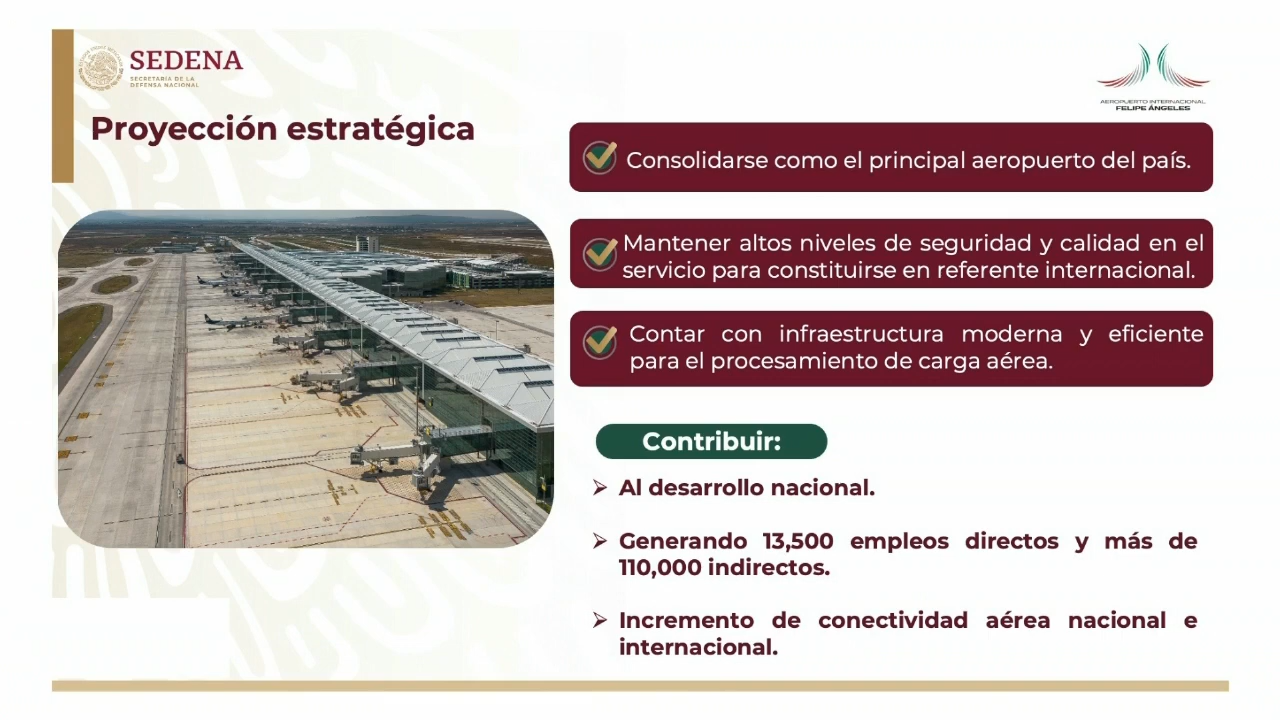 SEDENA
SECRETARÍA DE LA
DEFENSA NACIONAL
AEROPUERTO INTERNACIONAL
FELIPE ÁNGELES
Proyección estratégica
Consolidarse como el principal aeropuerto del país.
Mantener altos niveles de seguridad y calidad en el
servicio para constituirse en referente internacional.
Contar con infraestructura moderna y eficiente
para el procesamiento de carga aérea.
Contribuir:
Al desarrollo nacional.
Generando 13,500 empleos directos y más de
110,000 indirectos.
Incremento de conectividad aérea nacional e
internacional.